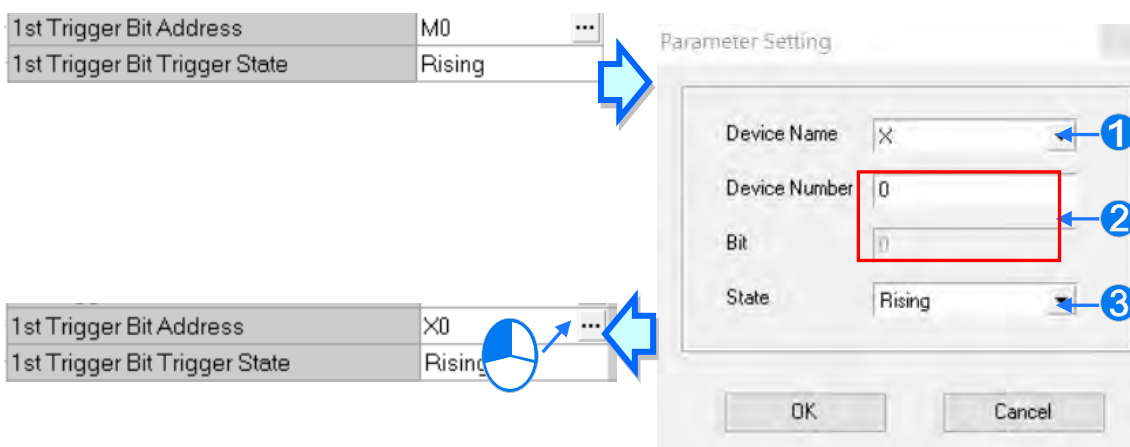 1st Trigger Bit Address M0 ...
1st Trigger Bit Trigger State Rising
Parameter Setting
Device Name X 1
Device Number 0
2
Bit 0
State Rising 3
OK Cancel
1st Trigger Bit Address X0 ...
1st Trigger Bit Trigger State Rising